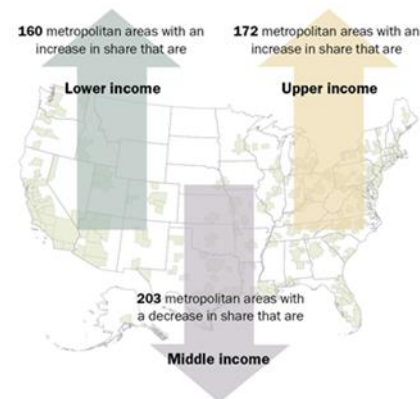 160 metropolitan areas with an
increase in share that are
Lower income
172 metropolitan areas with an
increase in share that are
Upper income
203 metropolitan areas with
a decrease in share that are
Middle income